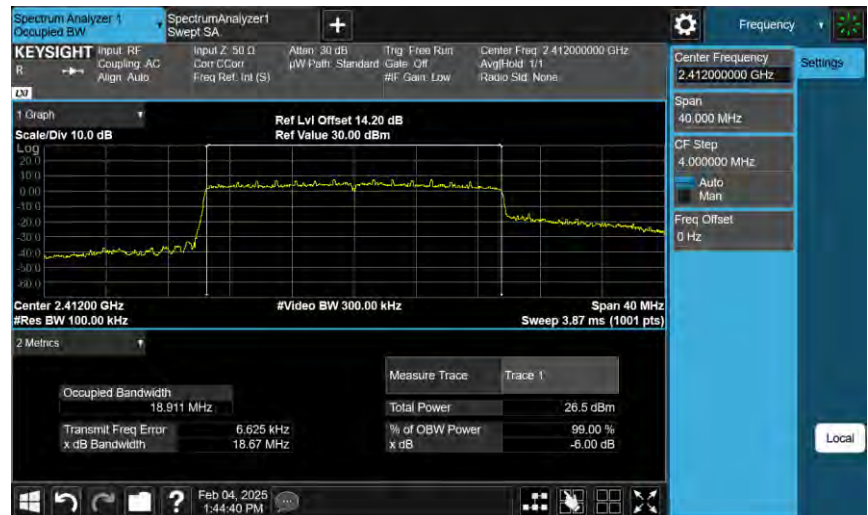 Spectrum Analyzer 1
Occupied BW
SpectrumAnalyzer1
Swept SA
+
Frequency
KEYSIGHT
R
LXI
Input: RF
Coupling: AC
Align: Auto
Input Z: 50 Ω
Corr CCorr
Freq Ref: Int (S)
Atten: 30 dB
µW Path: Standard
Trig: Free Run
Gate: Off
#IF Gain: Low
Center Freq: 2.412000000 GHz
Avg|Hold: 1/1
Radio Std: None
Center Frequency
2.412000000 GHz
Settings
Span
40.000 MHz
CF Step
4.000000 MHz
Auto
Man
Freq Offset
0 Hz
1 Graph
Scale/Div 10.0 dB
Ref Lvl Offset 14.20 dB
Ref Value 30.00 dBm
Log
20.0
10.0
0.00
-10.0
-20.0
-30.0
-40.0
-50.0
-60.0
Center 2.41200 GHz
#Video BW 300.00 kHz
Span 40 MHz
#Res BW 100.00 kHz
Sweep 3.87 ms (1001 pts)
2 Metrics
Measure Trace Trace 1
Occupied Bandwidth
18.911 MHz
Total Power 26.5 dBm
Transmit Freq Error 6.625 kHz
% of OBW Power 99.00 %
x dB Bandwidth 18.67 MHz
x dB -6.00 dB
Local
?
Feb 04, 2025
1:44:40 PM